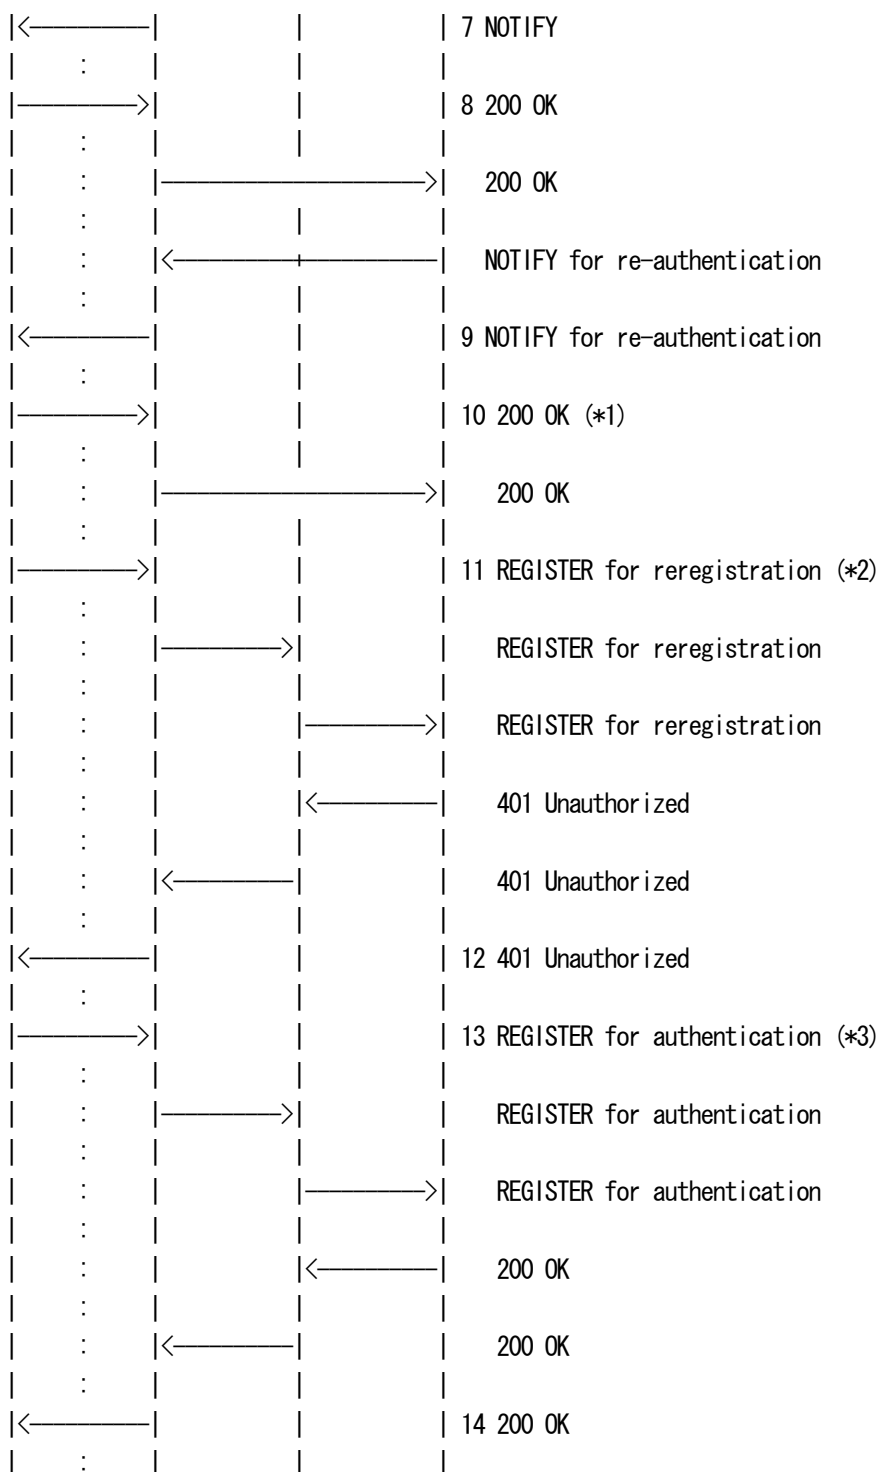 7 NOTIFY
8 200 OK
200 OK
NOTIFY for re-authentication
9 NOTIFY for re-authentication
10 200 OK (*1)
200 OK
11 REGISTER for reregistration (*2)
REGISTER for reregistration
REGISTER for reregistration
401 Unauthorized
401 Unauthorized
12 401 Unauthorized
13 REGISTER for authentication (*3)
REGISTER for authentication
REGISTER for authentication
200 OK
200 OK
14 200 OK